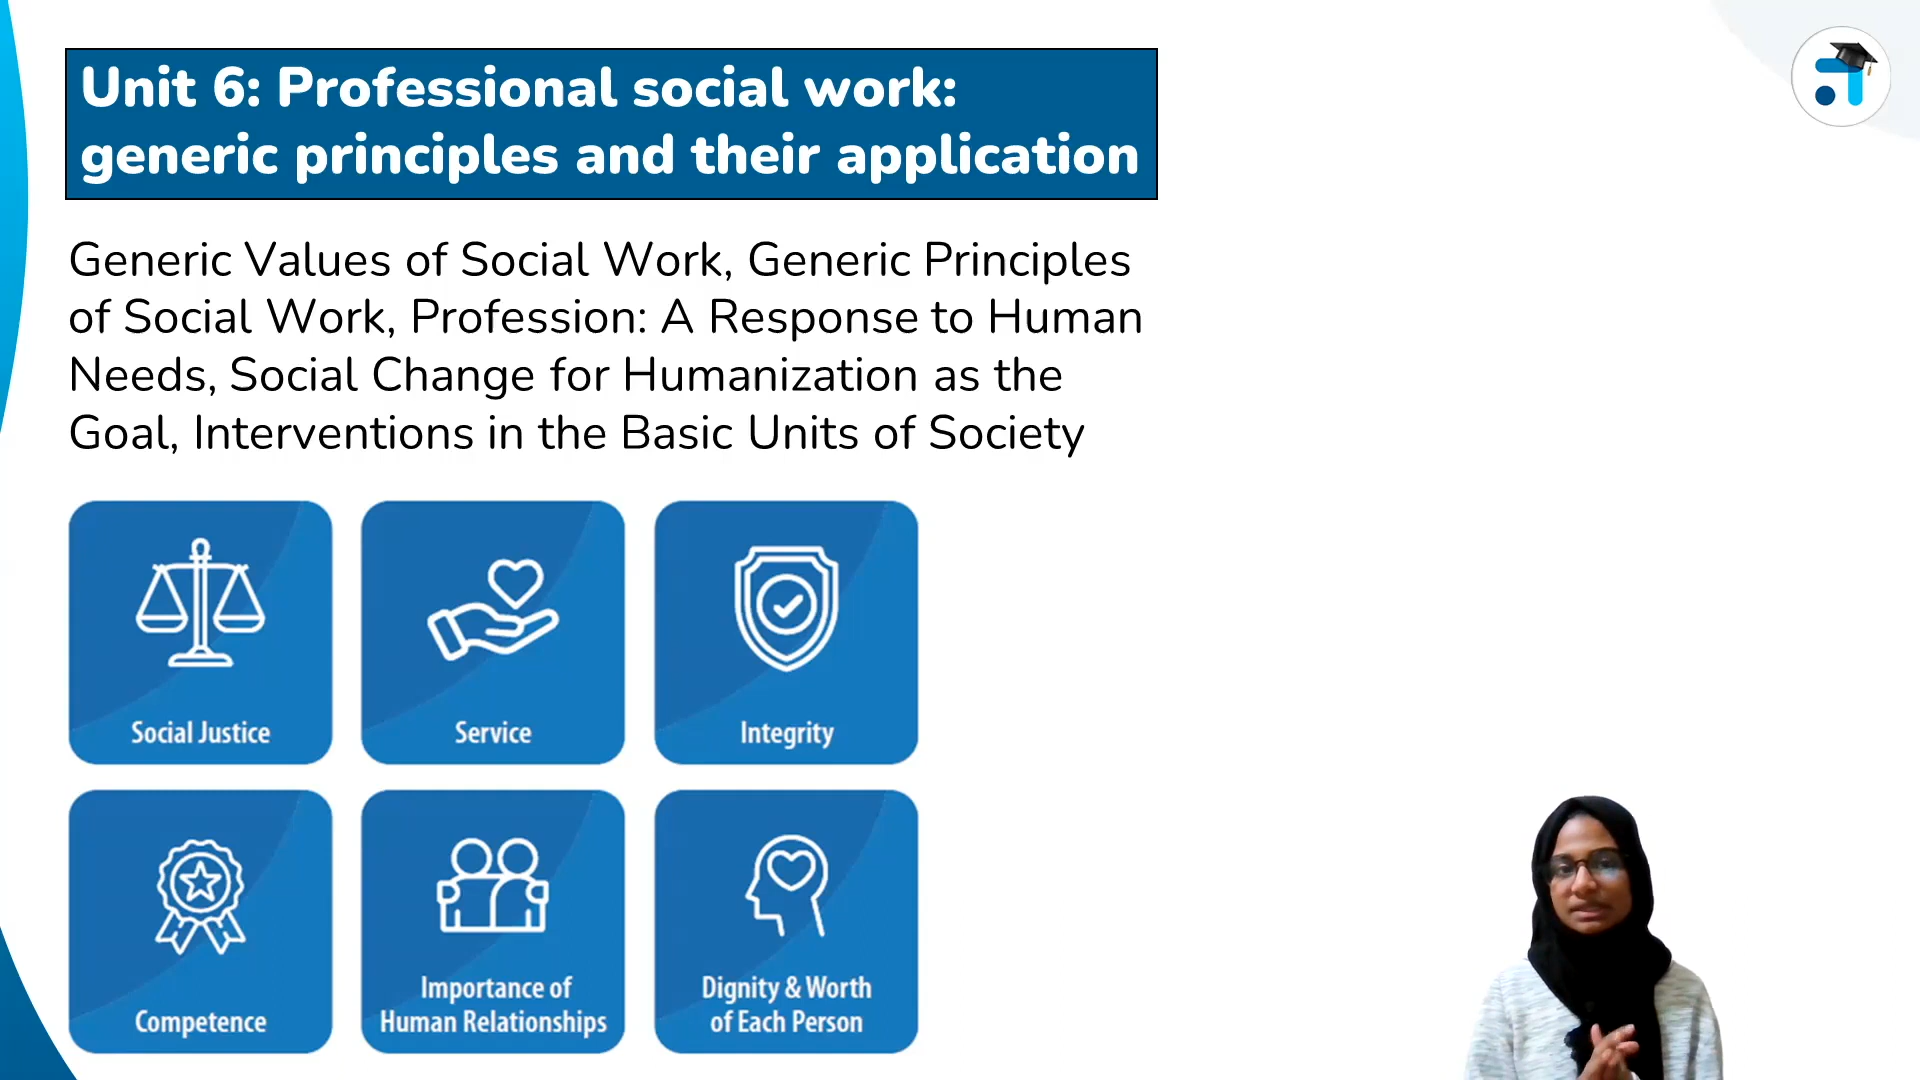 Unit 6: Professional social work:
generic principles and their application
Generic Values of Social Work, Generic Principles
of Social Work, Profession: A Response to Human
Needs, Social Change for Humanization as the
Goal, Interventions in the Basic Units of Society
Social Justice
Service
Integrity
Competence
Importance of
Human Relationships
Dignity & Worth
of Each Person